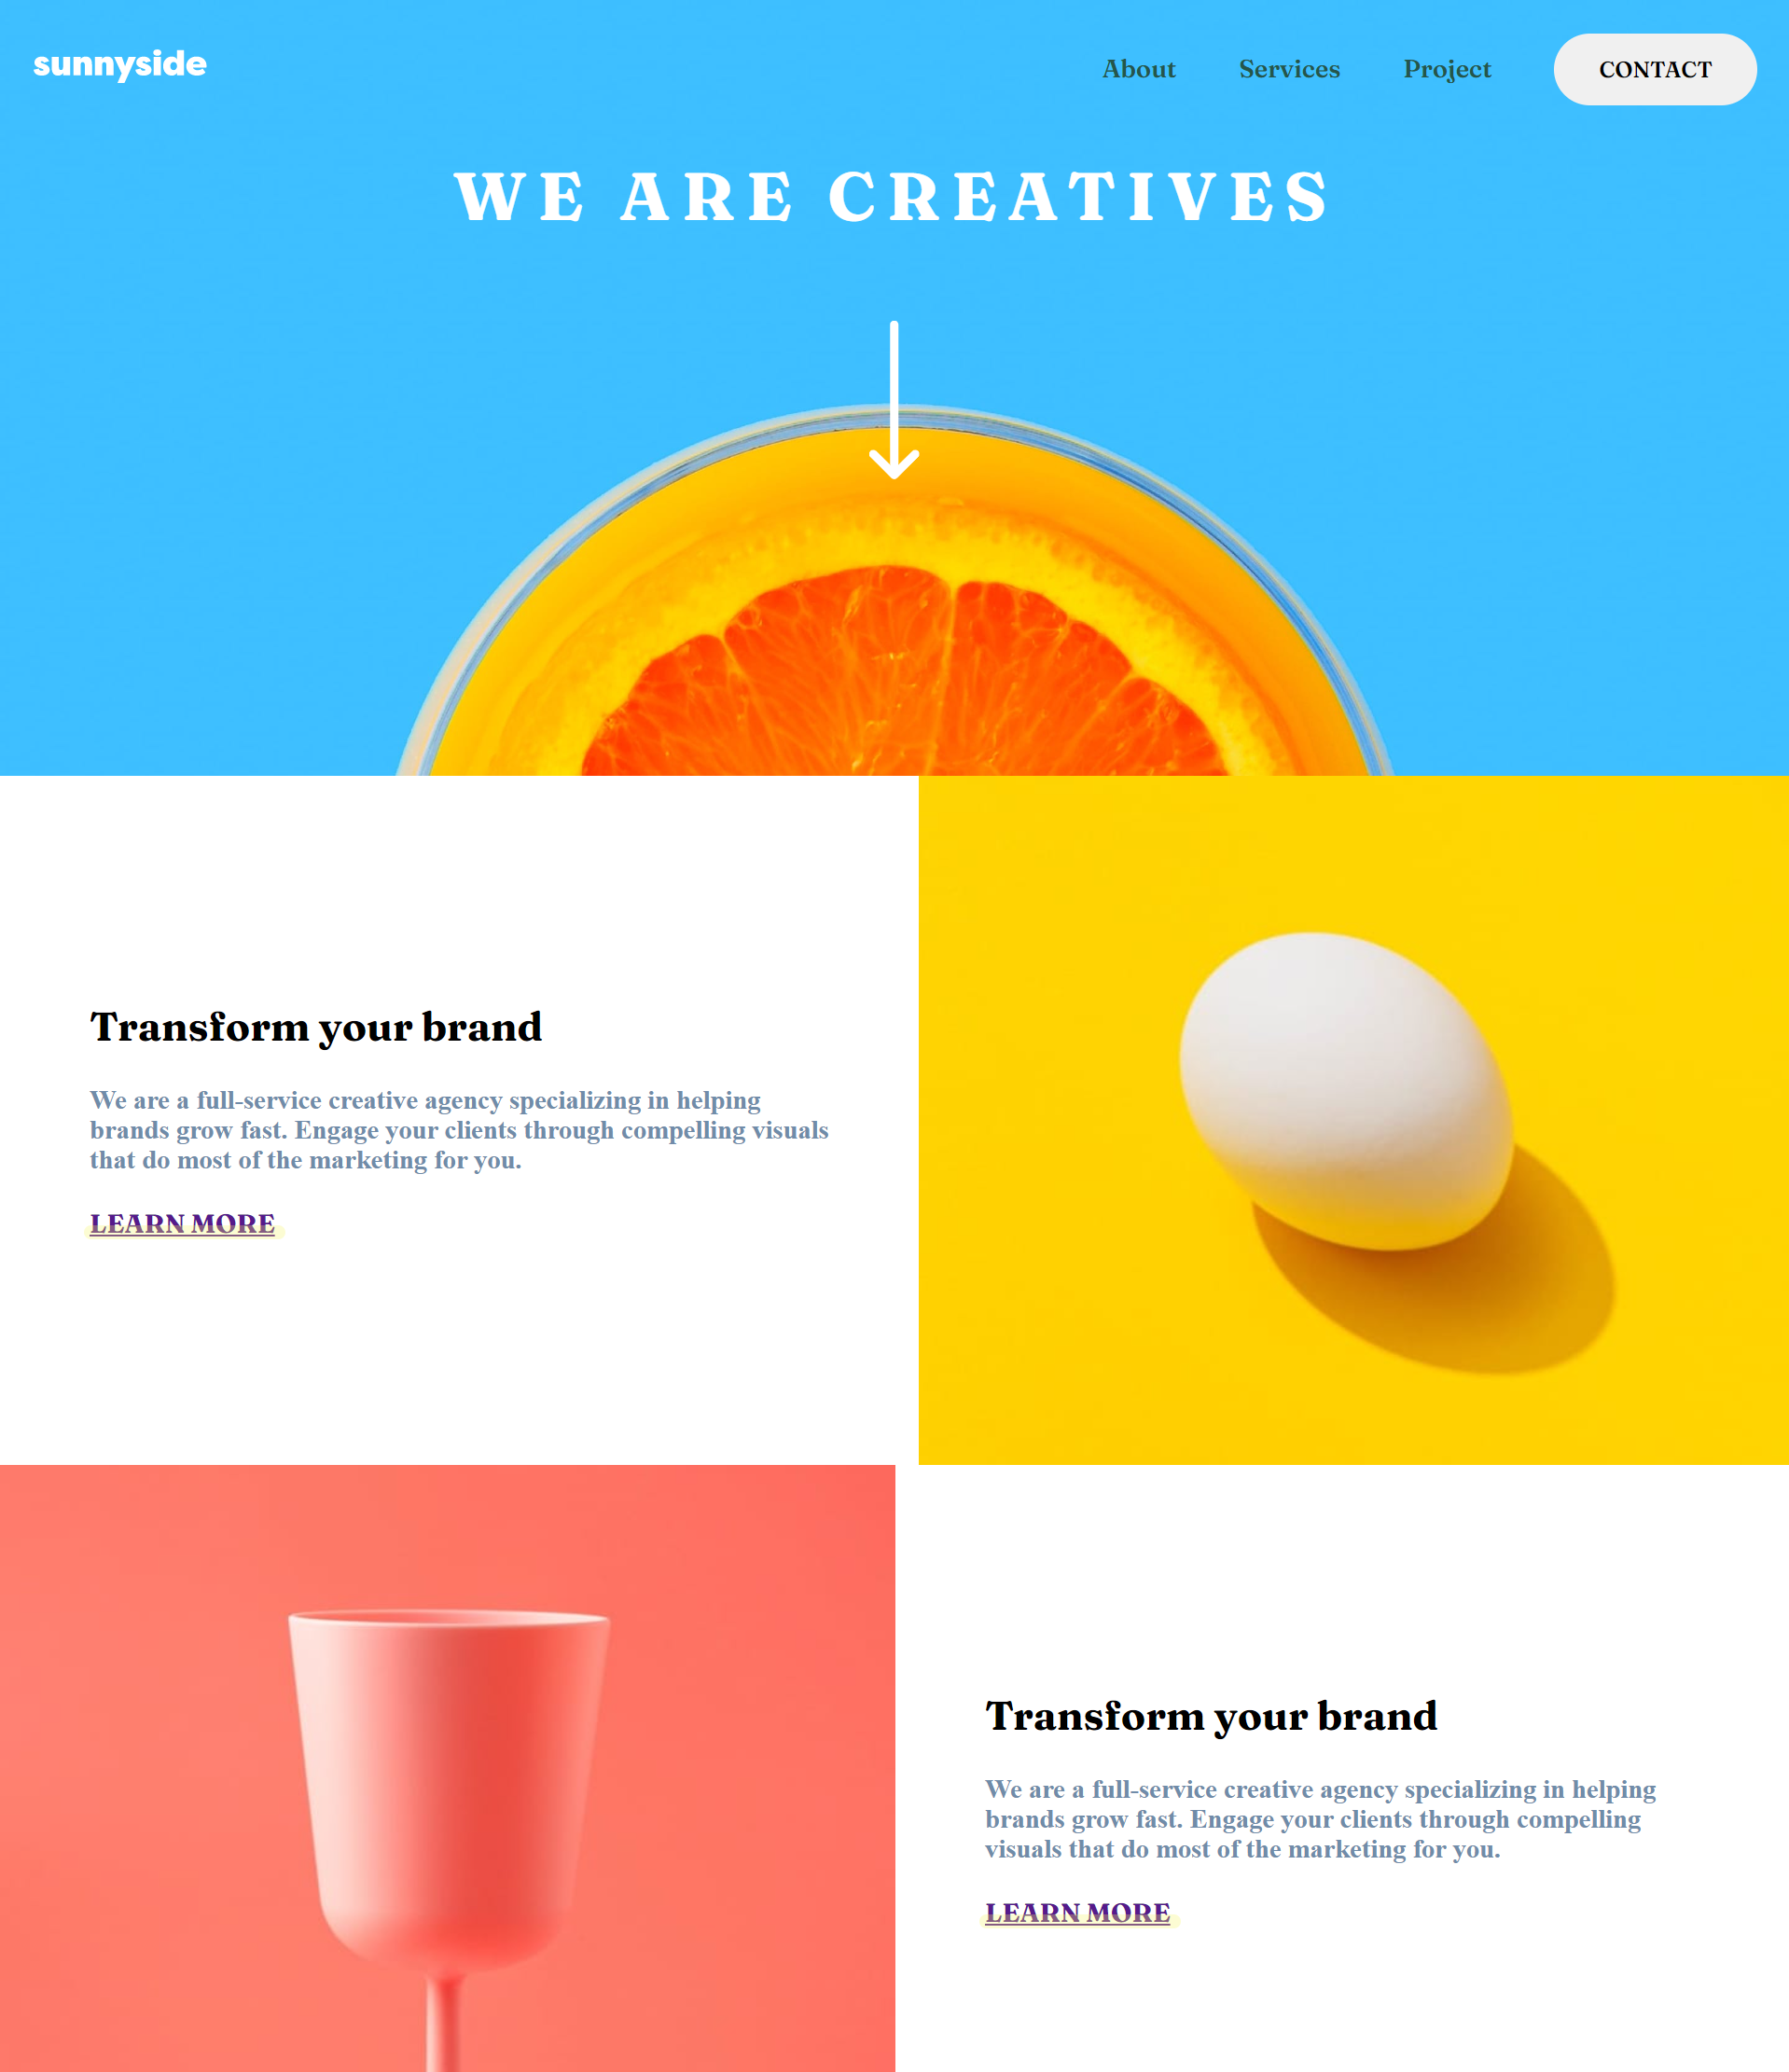 sunnyside
About Services Project CONTACT
WE ARE CREATIVES
Transform your brand
We are a full-service creative agency specializing in helping
brands grow fast. Engage your clients through compelling visuals
that do most of the marketing for you.
LEARN MORE
Transform your brand
We are a full-service creative agency specializing in helping
brands grow fast. Engage your clients through compelling
visuals that do most of the marketing for you.
LEARN MORE